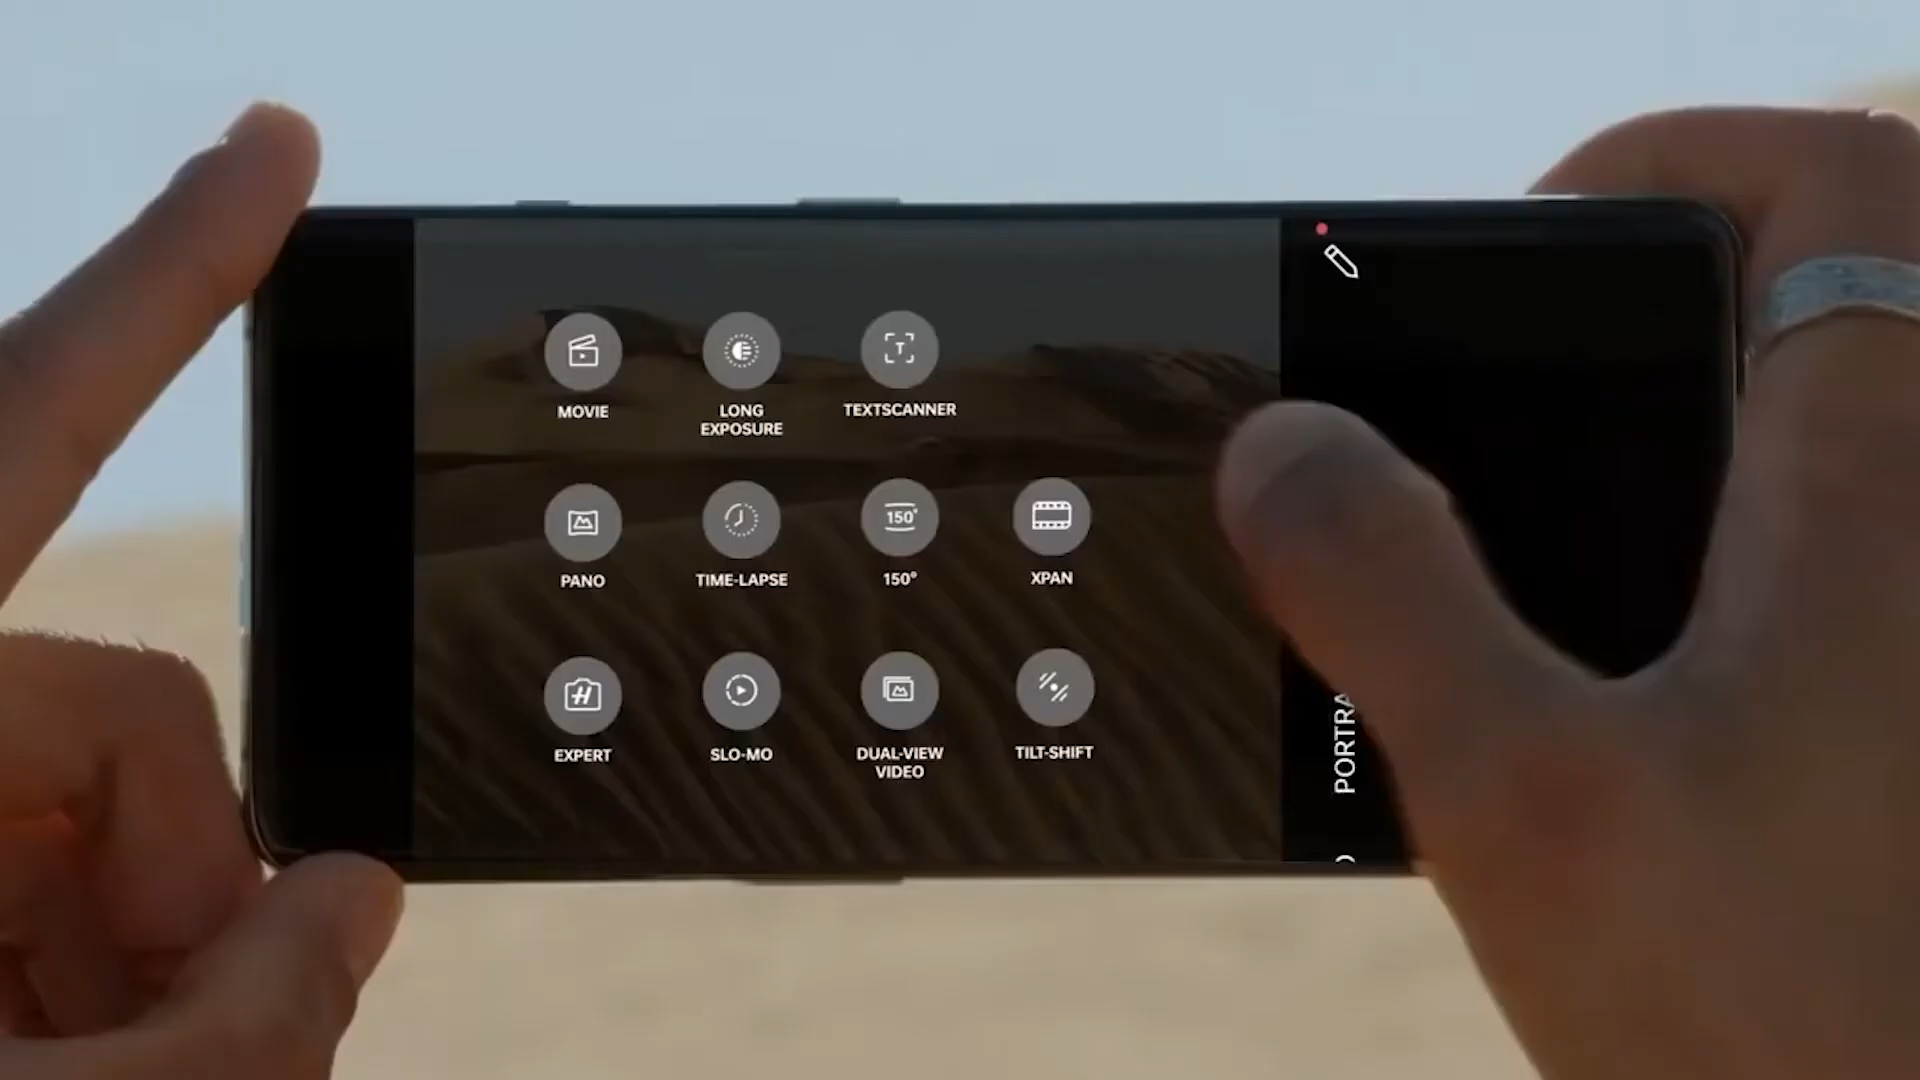 MOVIE
LONG
EXPOSURE
TEXTSCANNER
PANO
TIME-LAPSE
150°
150°
XPAN
EXPERT
SLO-MO
DUAL-VIEW
VIDEO
TILT-SHIFT